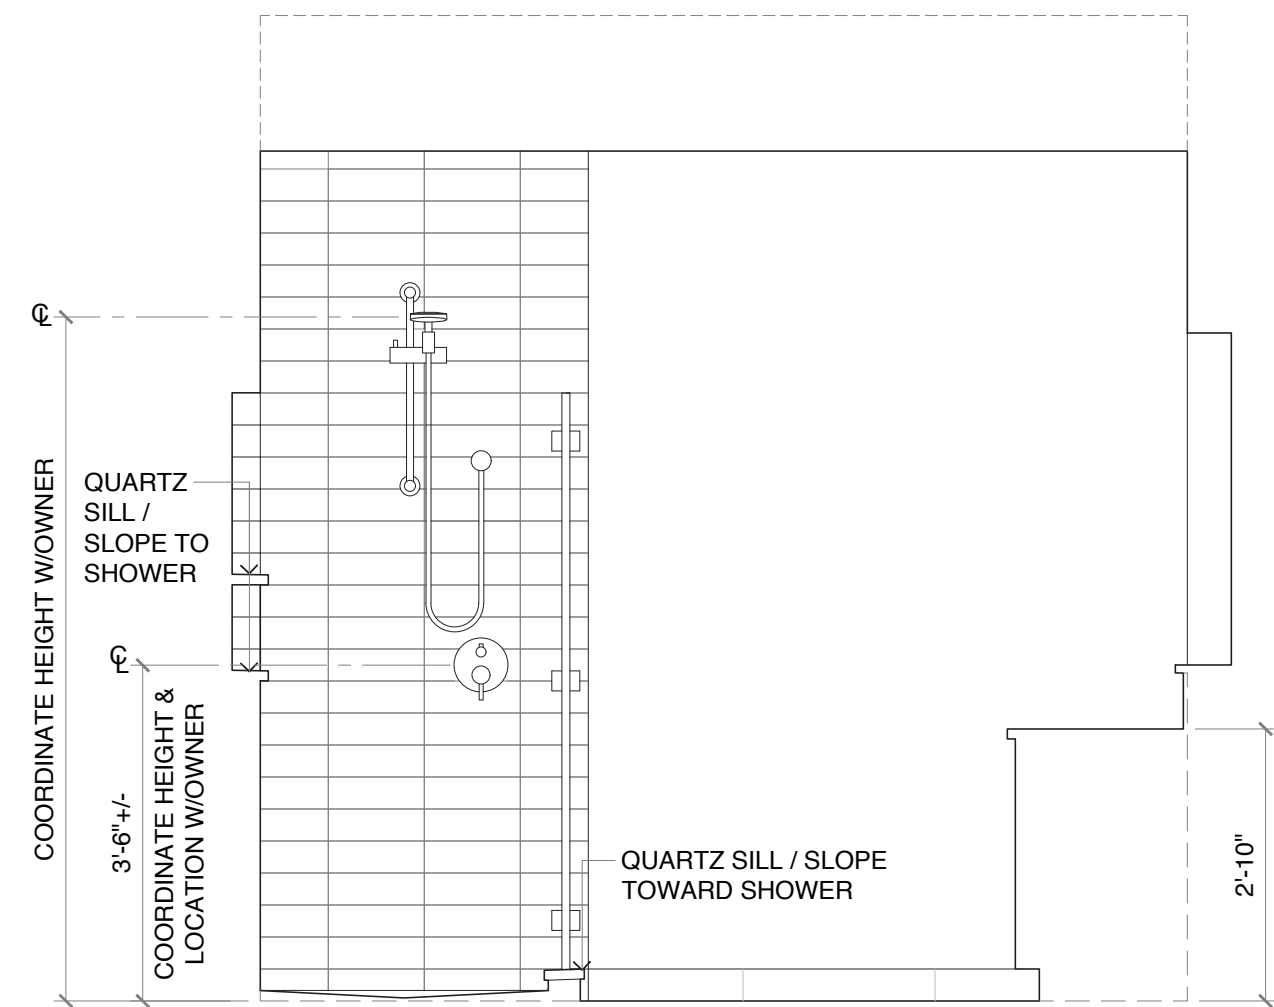 ℄
COORDINATE HEIGHT W/OWNER
QUARTZ
SILL /
SLOPE TO
SHOWER
℄
3'-6"+/-
COORDINATE HEIGHT &
LOCATION W/OWNER
QUARTZ SILL / SLOPE
TOWARD SHOWER
2'-10"